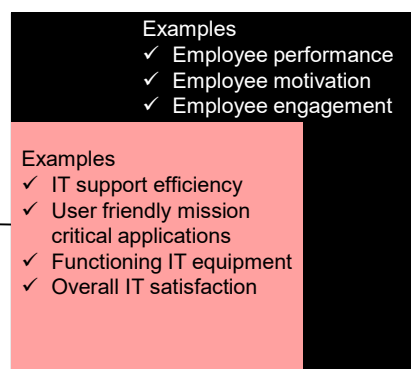 Examples
✓ Employee performance
✓ Employee motivation
✓ Employee engagement
Examples
✓ IT support efficiency
✓ User friendly mission
critical applications
✓ Functioning IT equipment
✓ Overall IT satisfaction